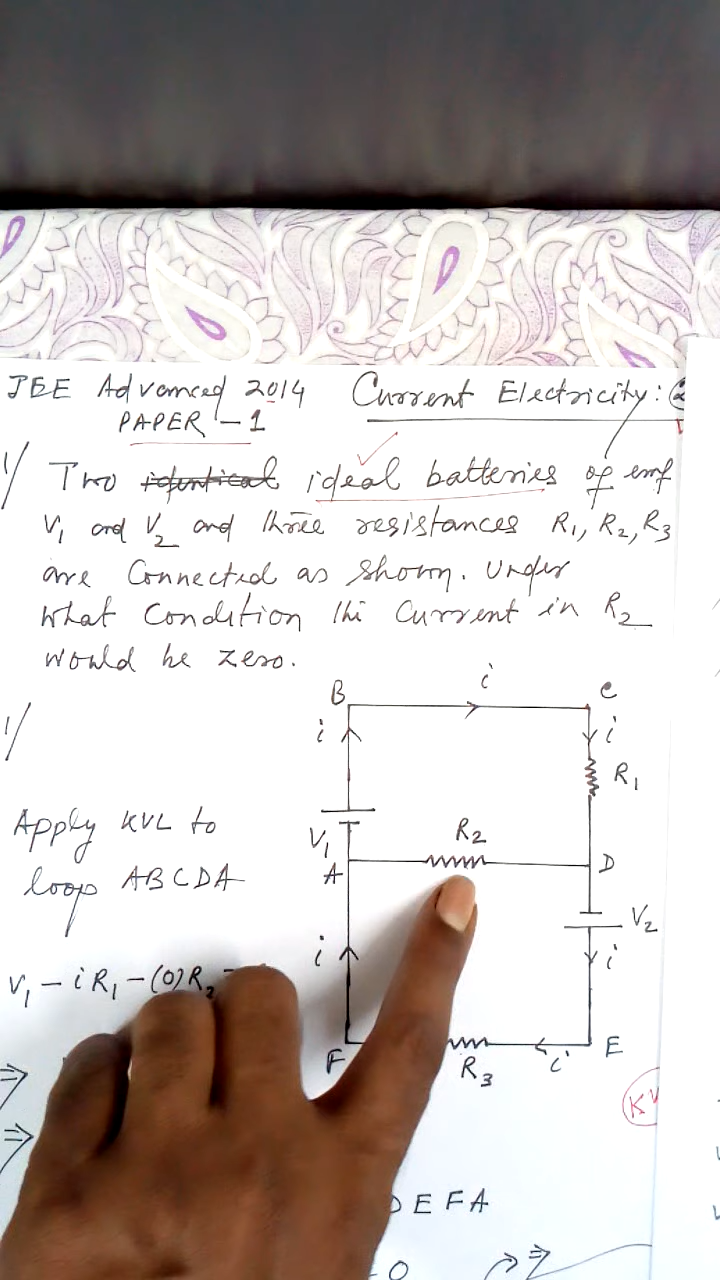 JEE Advanced 2014 Current Electricity:
PAPER - 1
1/ Two identical ideal batteries of emf
V₁ and V₂ and three resistances R₁, R₂, R₃
are Connected as shown. Under
what Condition the Current in R₂
would be zero.
1/
B i C
i i
R₁
Apply KVL to
loop ABCDA
V₁ R₂
A D
V₂
i i
V₁ - iR₁ - (0)R₂
F R₃ i E
⇒
KV
⇒
DEFA
0 ⇒